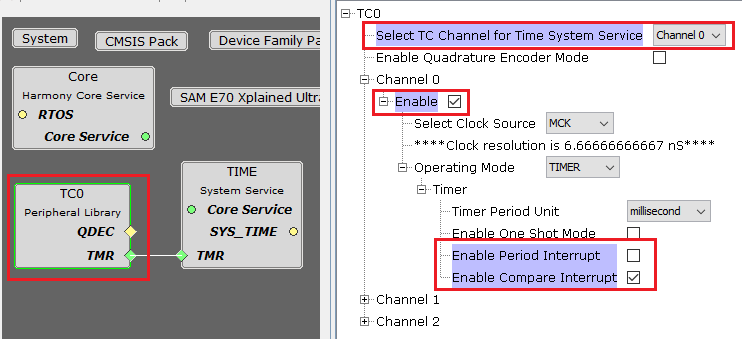 System
CMSIS Pack
Device Family Pa
Core
Harmony Core Service
RTOS
Core Service
SAM E70 Xplained Ultra
TC0
Peripheral Library
QDEC
TMR
TIME
System Service
Core Service
SYS_TIME
TMR
TC0
Select TC Channel for Time System Service Channel 0
Enable Quadrature Encoder Mode
Channel 0
Enable
Select Clock Source MCK
****Clock resolution is 6.66666666667 nS****
Operating Mode TIMER
Timer
Timer Period Unit millisecond
Enable One Shot Mode
Enable Period Interrupt
Enable Compare Interrupt
Channel 1
Channel 2